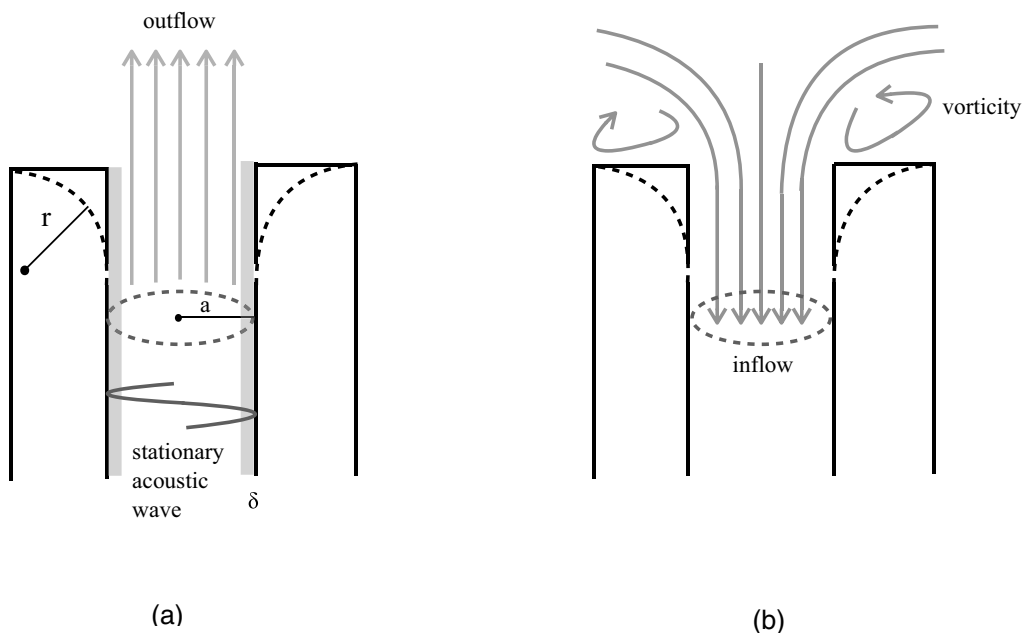 outflow
r
a
stationary
acoustic
wave
δ
(a)
vorticity
inflow
(b)